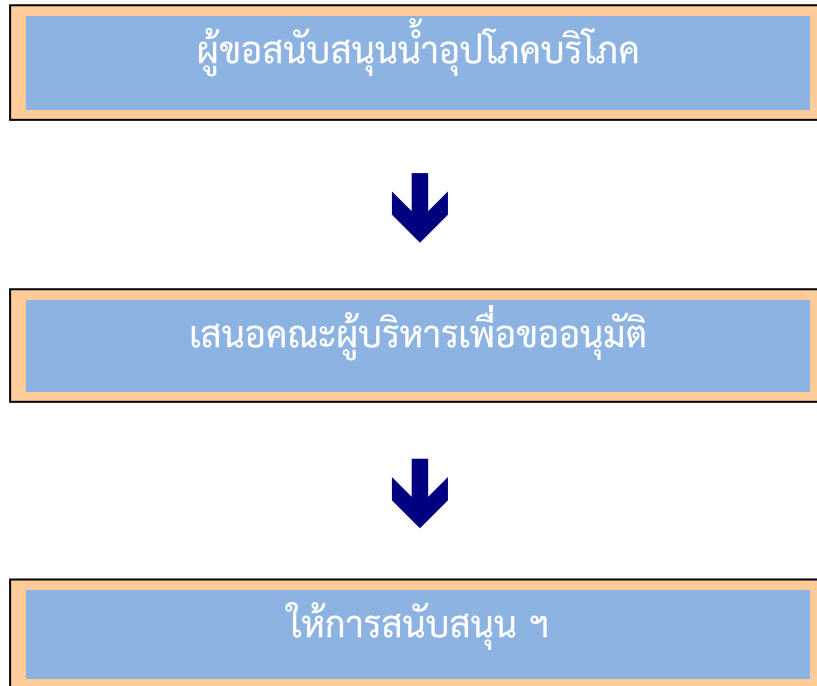 ผู้ขอสนับสนุนน้ำอุปโภคบริโภค
เสนอคณะผู้บริหารเพื่อขออนุมัติ
ให้การสนับสนุน ฯ